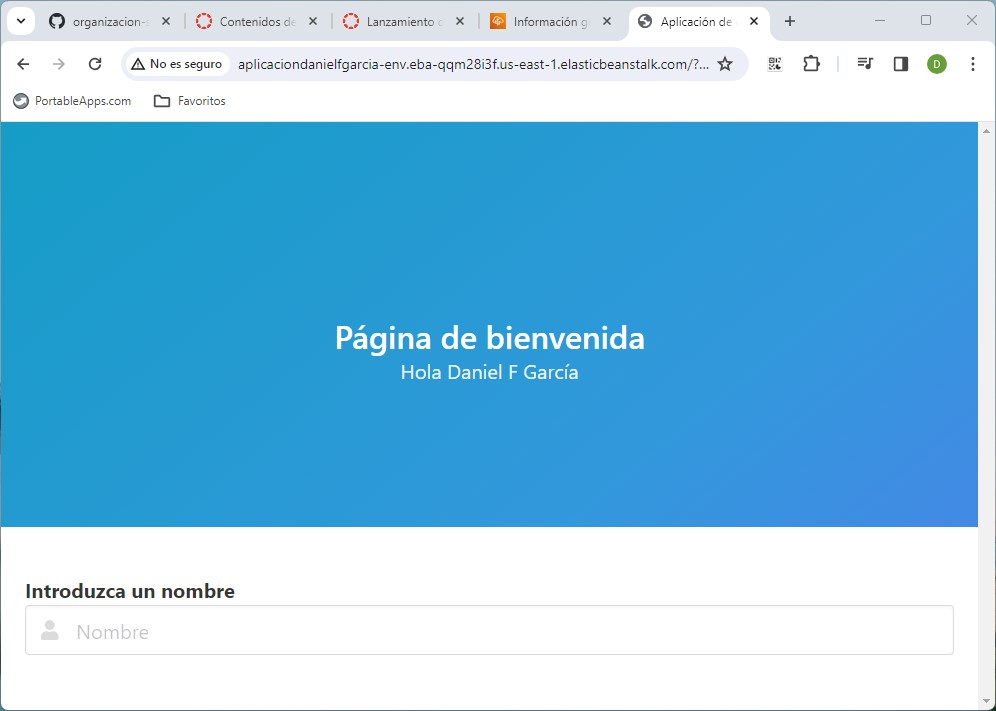 organizacion-
Contenidos de
Lanzamiento
Información g
Aplicación de
No es seguro
aplicaciondanielfgarcia-env.eba-qqm28i3f.us-east-1.elasticbeanstalk.com/?...
D
PortableApps.com
Favoritos
Página de bienvenida
Hola Daniel F García
Introduzca un nombre
Nombre